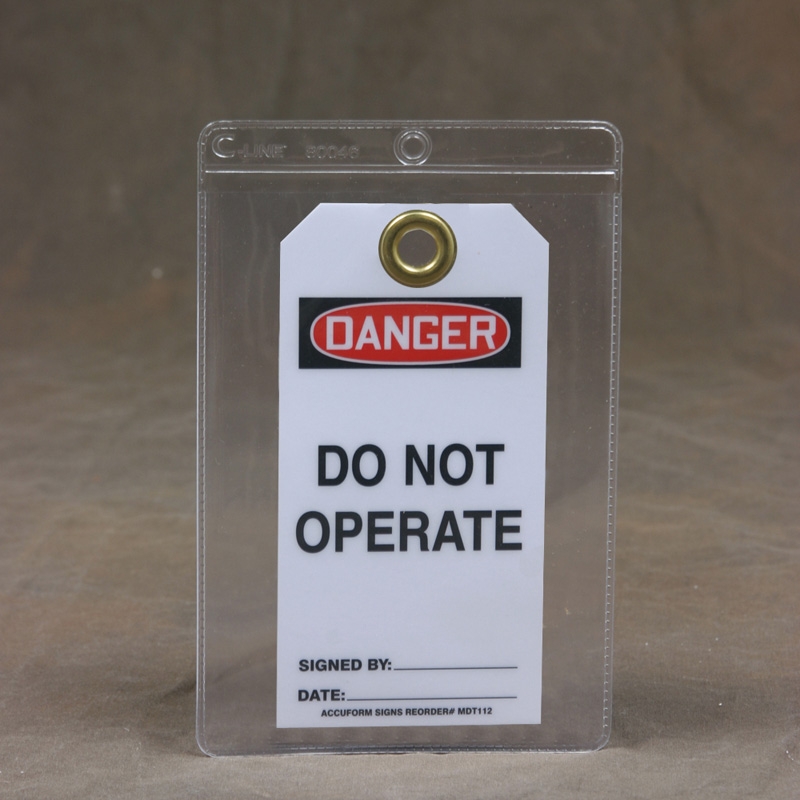 C-LINE 80046
DANGER
DO NOT
OPERATE
SIGNED BY:
DATE:
ACCUFORM SIGNS REORDER# MDT112